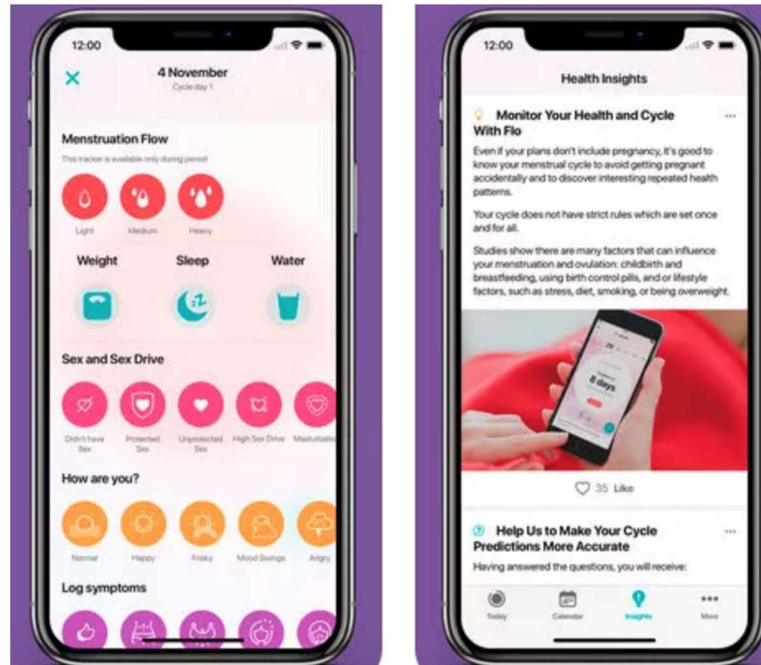 12:00
4 November
Cycle day 1
Menstruation Flow
This tracker is available only during period
Light Medium Heavy
Weight Sleep Water
Sex and Sex Drive
Didn't have Sex
Protected Sex
Unprotected Sex
High Sex Drive
Masturbatio
How are you?
Normal Happy Frisky Mood Swings Angry
Log symptoms
12:00
Health Insights
Monitor Your Health and Cycle
With Flo
Even if your plans don't include pregnancy, it's good to
know your menstrual cycle to avoid getting pregnant
accidentally and to discover interesting repeated health
patterns.
Your cycle does not have strict rules which are set once
and for all.
Studies show there are many factors that can influence
your menstruation and ovulation: childbirth and
breastfeeding, using birth control pills, and or lifestyle
factors, such as stress, diet, smoking, or being overweight.
8 days
35 Like
Help Us to Make Your Cycle
Predictions More Accurate
Having answered the questions, you will receive:
Today Calendar Insights More